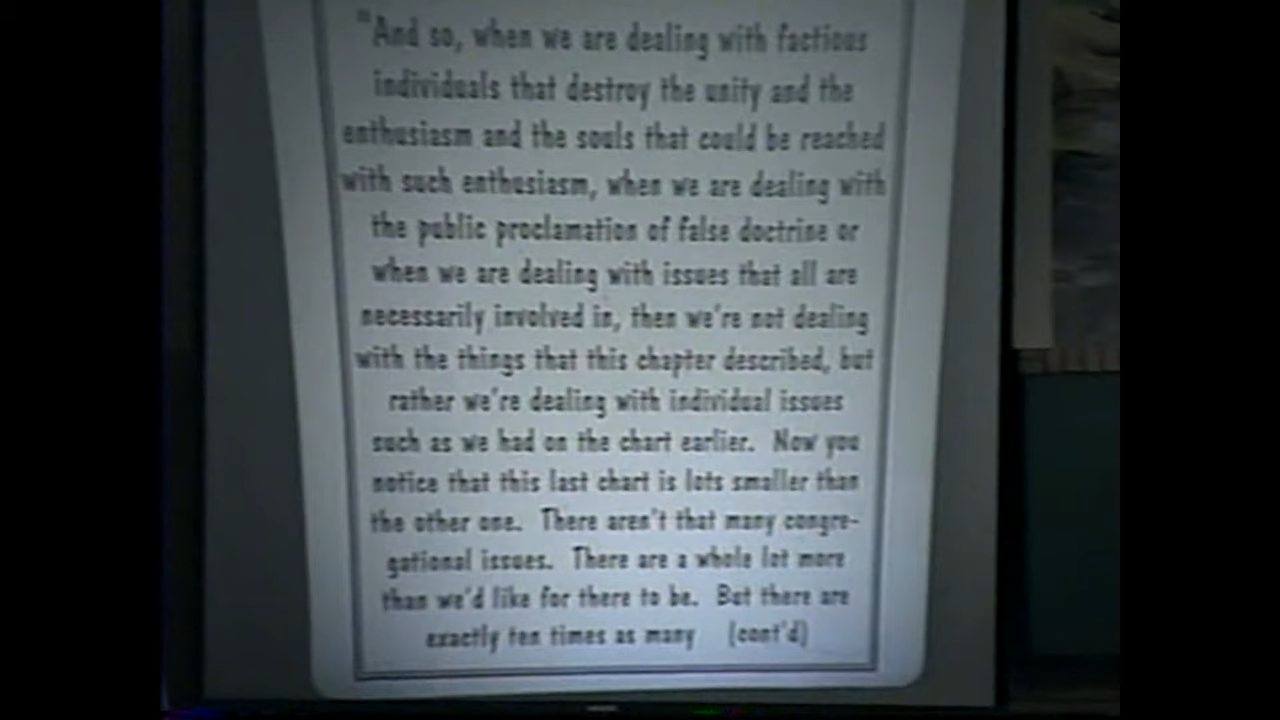 "And so, when we are dealing with factious
individuals that destroy the unity and the
enthusiasm and the souls that could be reached
with such enthusiasm, when we are dealing with
the public proclamation of false doctrine or
when we are dealing with issues that all are
necessarily involved in, then we're not dealing
with the things that this chapter described, but
rather we're dealing with individual issues
such as we had on the chart earlier. Now you
notice that this last chart is lots smaller than
the other one. There aren't that many congre-
gational issues. There are a whole lot more
than we'd like for there to be. But there are
exactly ten times as many (cont'd)